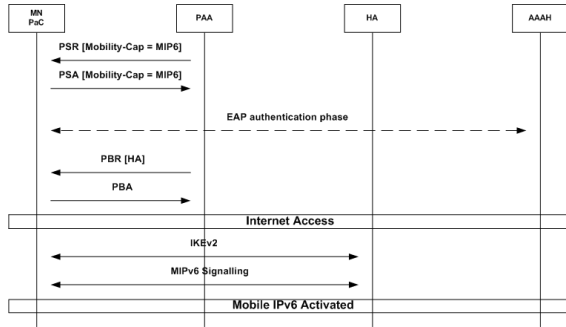 MN
PaC
PAA
HA
AAAH
PSR [Mobility-Cap = MIP6]
PSA [Mobility-Cap = MIP6]
EAP authentication phase
PBR [HA]
PBA
Internet Access
IKEv2
MIPv6 Signalling
Mobile IPv6 Activated